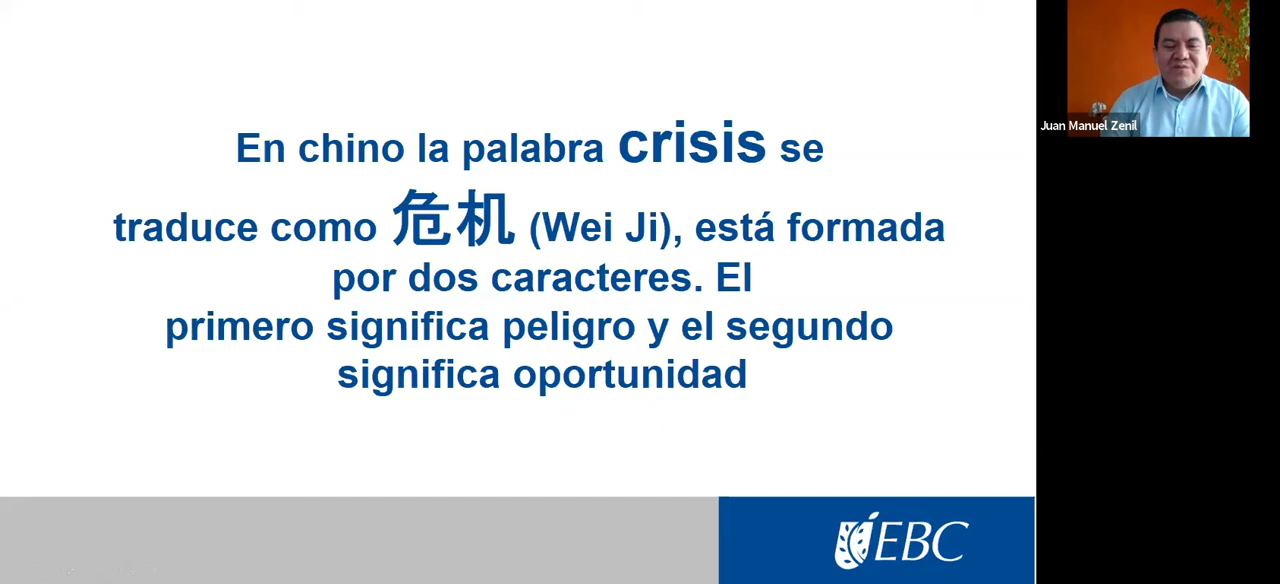 En chino la palabra crisis se
traduce como 危机 (Wei Ji), está formada
por dos caracteres. El
primero significa peligro y el segundo
significa oportunidad
EBC
Juan Manuel Zenil